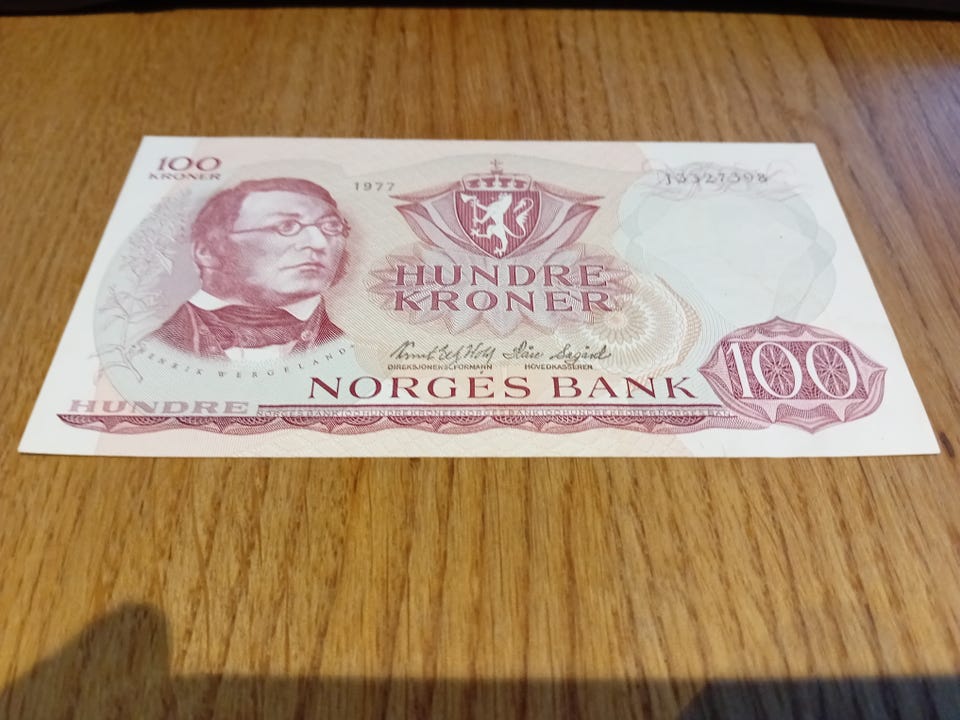 100
KRONER
1977
HUNDRE
KRONER
HENRIK WERGELAND
DIREKSJONENS FORMANN
HOVEDKASSERER
NORGES BANK
100
HUNDRE